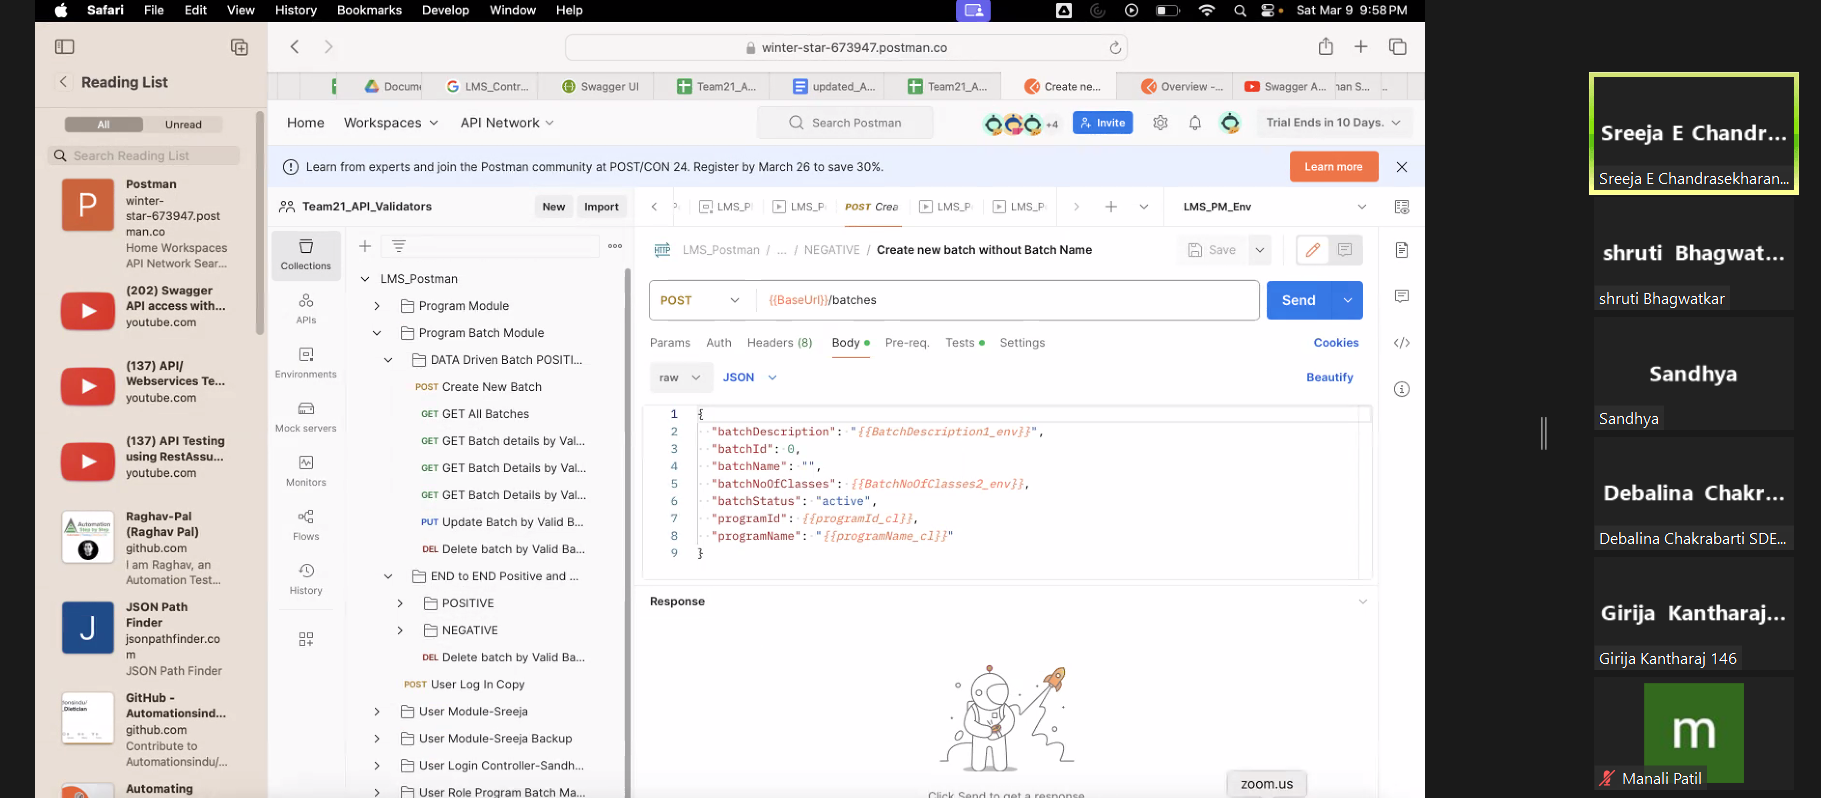 Safari File Edit View History Bookmarks Develop Window Help
Sat Mar 9 9:58 PM
winter-star-673947.postman.co
Docum
LMS_Contr...
Swagger UI
Team21_A...
updated_A...
Team21_A...
Create ne...
Overview -...
Swagger A...
Reading List
All
Unread
Search Reading List
Postman
winter-
star-673947.post
man.co
Home Workspaces
API Network Sear...
(202) Swagger
API access with...
youtube.com
(137) API/
Webservices Te...
youtube.com
(137) API Testing
using RestAssu...
youtube.com
Raghav-Pal
(Raghav Pal)
github.com
I am Raghav, an
Automation Test...
JSON Path
Finder
jsonpathfinder.co
m
JSON Path Finder
GitHub -
Automationsind...
github.com
Contribute to
Automationsindu/...
Automating
P
J
Home Workspaces API Network
Search Postman
+4
Invite
Trial Ends in 10 Days.
Learn from experts and join the Postman community at POST/CON 24. Register by March 26 to save 30%.
Learn more
Team21_API_Validators
New
Import
POST Crea
LMS_PM_Env
Collections
APIs
Environments
Mock servers
Monitors
Flows
History
LMS_Postman
Program Module
Program Batch Module
DATA Driven Batch POSITI...
POST Create New Batch
GET GET All Batches
GET GET Batch details by Val...
GET GET Batch Details by Val...
GET GET Batch Details by Val...
PUT Update Batch by Valid B...
DEL Delete batch by Valid Ba...
END to END Positive and ...
POSITIVE
NEGATIVE
DEL Delete batch by Valid Ba...
POST User Log In Copy
User Module-Sreeja
User Module-Sreeja Backup
User Login Controller-Sandh...
User Role Program Batch Ma...
HTTP LMS_Postman / ... / NEGATIVE / Create new batch without Batch Name
Save
POST {{BaseUrl}}/batches
Send
Params Auth Headers (8) Body Pre-req. Tests Settings
Cookies
raw JSON
Beautify
1 {
2 "batchDescription": "{{BatchDescription1_env}}",
3 "batchId": 0,
4 "batchName": "",
5 "batchNoOfClasses": {{BatchNoOfClasses2_env}},
6 "batchStatus": "active",
7 "programId": {{programId_cl}},
8 "programName": "{{programName_cl}}"
9 }
Response
Click Send to get a response
zoom.us
Sreeja E Chandr...
Sreeja E Chandrasekharan...
shruti Bhagwat...
shruti Bhagwatkar
Sandhya
Sandhya
Debalina Chakr...
Debalina Chakrabarti SDE...
Girija Kantharaj...
Girija Kantharaj 146
m
Manali Patil